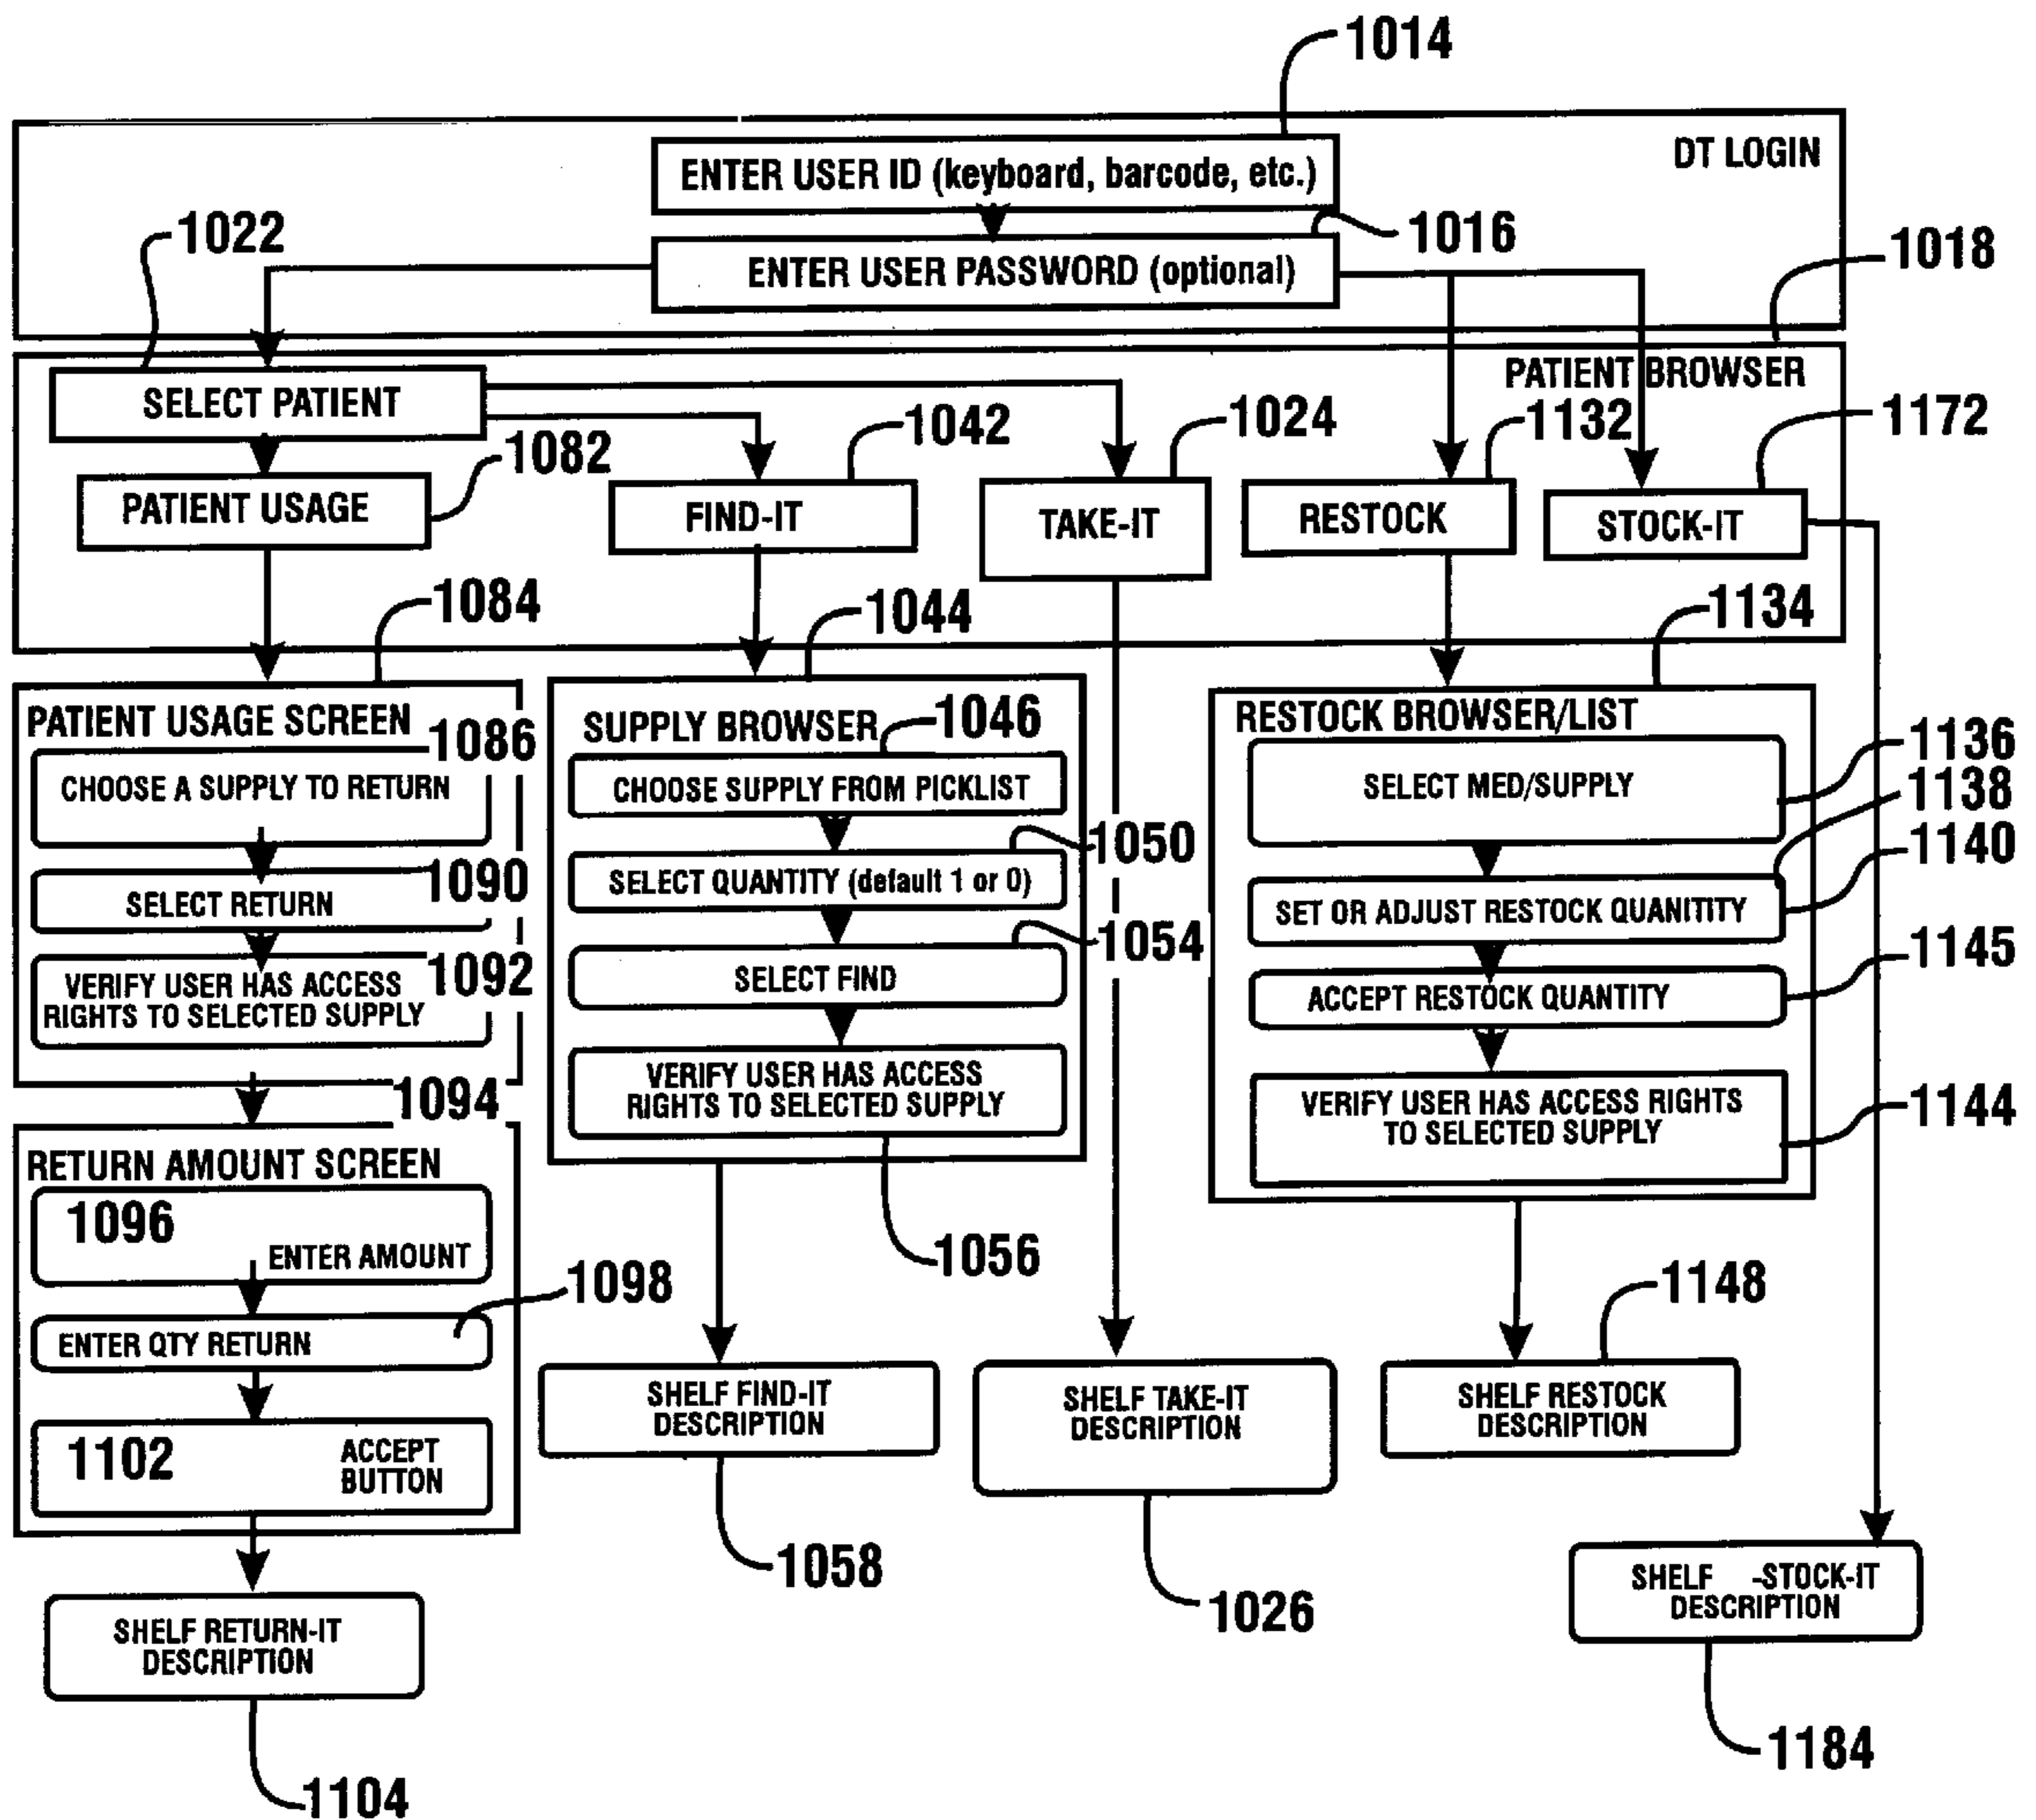 1014
DT LOGIN
ENTER USER ID (keyboard, barcode, etc.)
1022
1016
1018
ENTER USER PASSWORD (optional)
PATIENT BROWSER
SELECT PATIENT
1042
1024
1132
1172
1082
PATIENT USAGE
FIND-IT
TAKE-IT
RESTOCK
STOCK-IT
1084
1044
1134
PATIENT USAGE SCREEN
1086
CHOOSE A SUPPLY TO RETURN
1090
SELECT RETURN
1092
VERIFY USER HAS ACCESS
RIGHTS TO SELECTED SUPPLY
1094
RETURN AMOUNT SCREEN
1096
ENTER AMOUNT
1098
ENTER QTY RETURN
1102
ACCEPT
BUTTON
SHELF RETURN-IT
DESCRIPTION
1104
SUPPLY BROWSER
1046
CHOOSE SUPPLY FROM PICKLIST
1050
SELECT QUANTITY (default 1 or 0)
1054
SELECT FIND
VERIFY USER HAS ACCESS
RIGHTS TO SELECTED SUPPLY
1056
SHELF FIND-IT
DESCRIPTION
1058
SHELF TAKE-IT
DESCRIPTION
1026
RESTOCK BROWSER/LIST
1136
SELECT MED/SUPPLY
1138
1140
SET OR ADJUST RESTOCK QUANITITY
1145
ACCEPT RESTOCK QUANTITY
1144
VERIFY USER HAS ACCESS RIGHTS
TO SELECTED SUPPLY
1148
SHELF RESTOCK
DESCRIPTION
SHELF -STOCK-IT
DESCRIPTION
1184